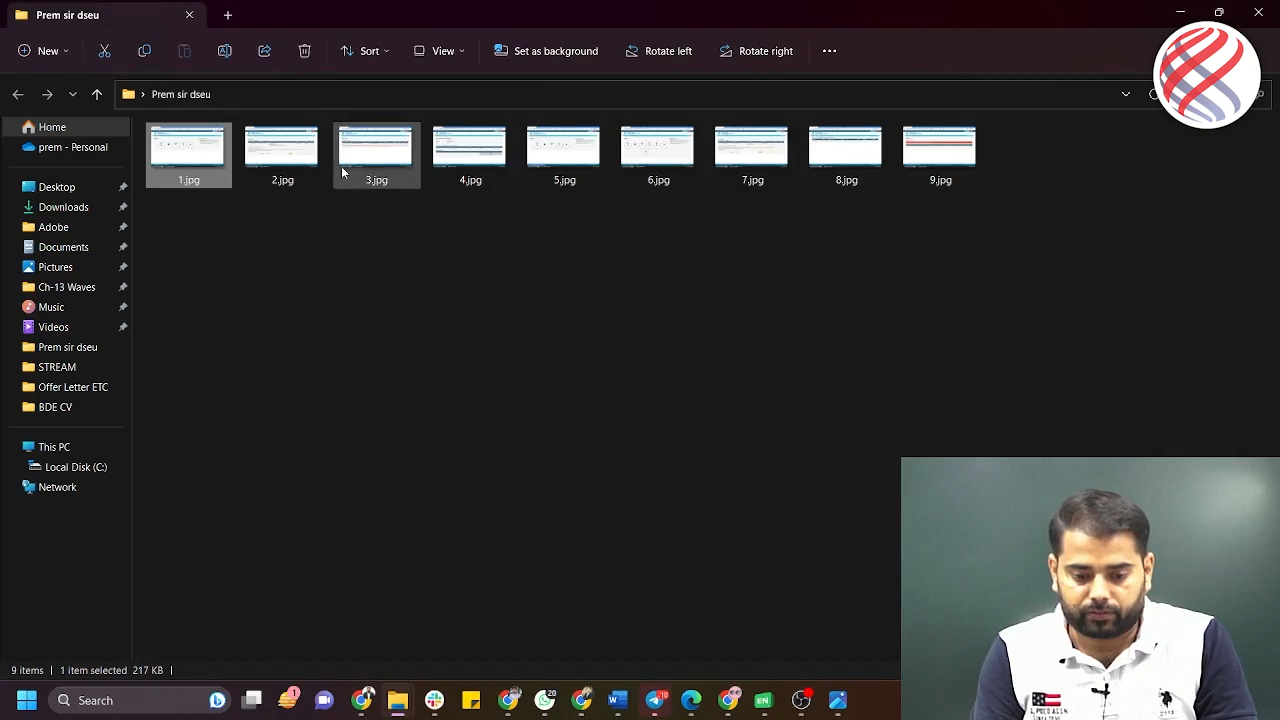 Prem sir dseu
New
Sort
View
Set as background
Rotate left
Rotate right
Prem sir dseu
Home
prem - Personal
1.jpg
2.jpg
3.jpg
4.jpg
5.jpg
6.jpg
7.jpg
8.jpg
9.jpg
Desktop
Downloads
Adobe
Documents
Pictures
Ch-13 Waves
Music
Videos
Prem sir dseu
STREAM
Offer Letter ETC
BDE CV
This PC
Local Disk (C:)
Network
9 items
1 item selected 217 KB
Search
1
10
EN